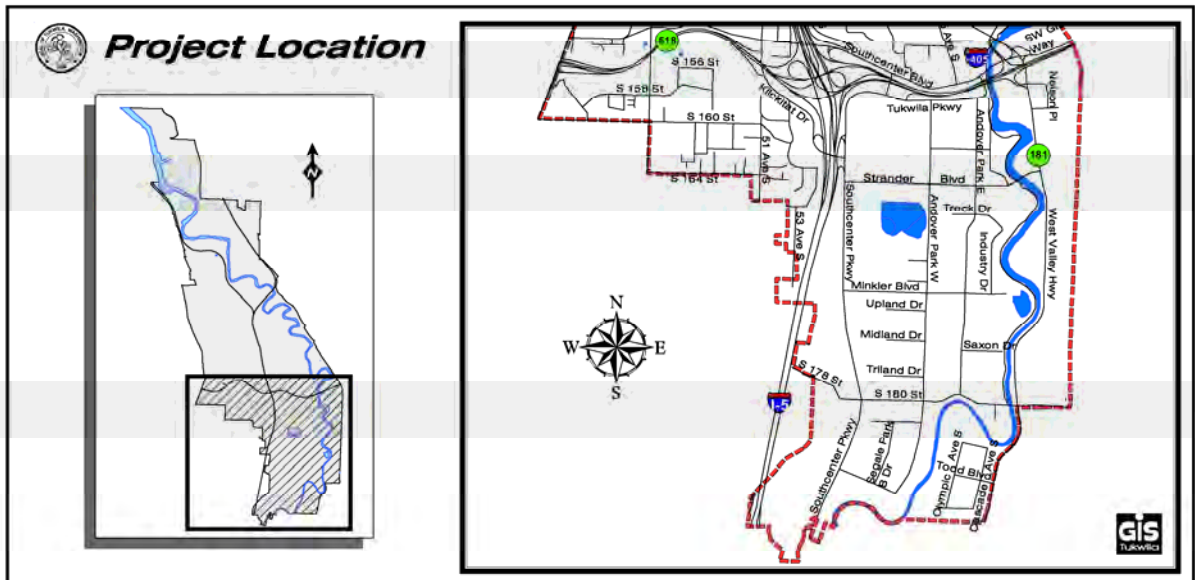 Project Location
N
518
S 156 St
S 158 St
S 160 St
S 164 St
Klickitat Dr
51 Ave S
53 Ave S
Southcenter Blvd
Ave S
I-405
Way
Nelson Pl
Tukwila Pkwy
181
Andover Park E
Strander Blvd
Treck Dr
Southcenter Pkwy
Andover Park W
Industry Dr
West Valley Hwy
Minkler Blvd
Upland Dr
Midland Dr
Saxon Dr
Triland Dr
N
W E
S
S 178 St
I-5
S 180 St
Southcenter Pkwy
Segale Park
B Dr
Olympic Ave S
Todd Blvd
Cascade Ave S
GIS
Tukwila